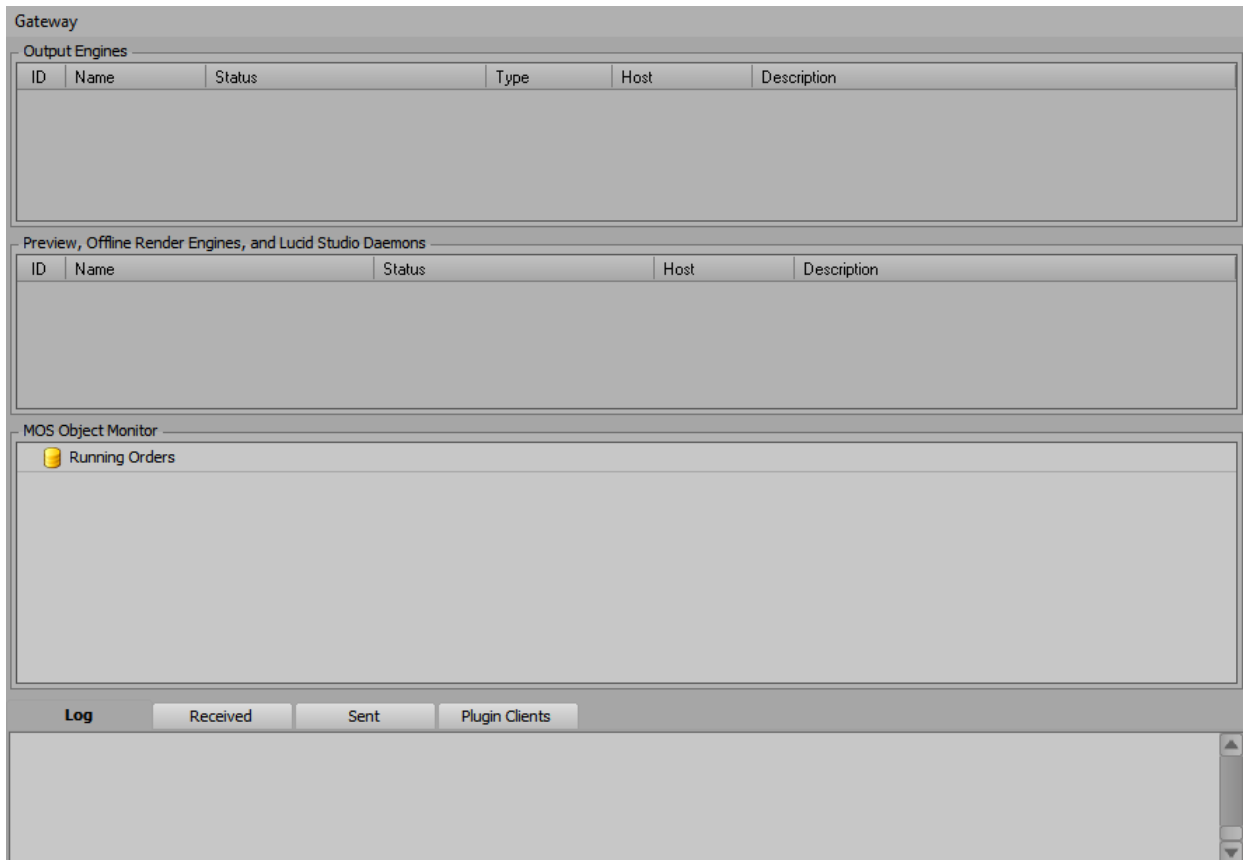 Gateway
Output Engines
ID Name Status Type Host Description
Preview, Offline Render Engines, and Lucid Studio Daemons
ID Name Status Host Description
MOS Object Monitor
Running Orders
Log Received Sent Plugin Clients